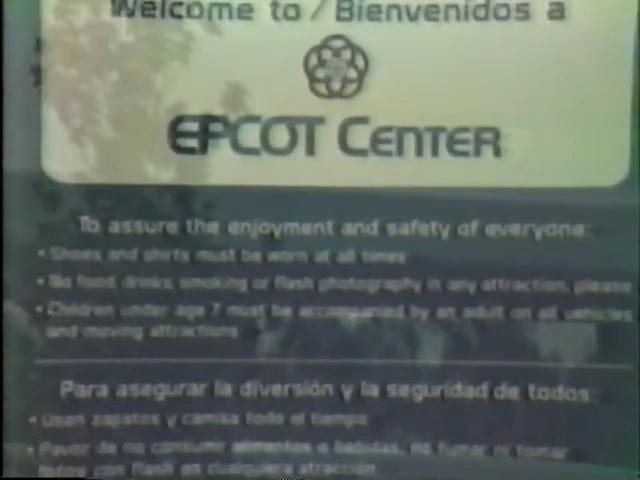 Welcome to / Bienvenidos a
EPCOT CENTER
To assure the enjoyment and safety of everyone:
• Shoes and shirts must be worn at all times
• No food, drinks, smoking or flash photography in any attraction, please
• Children under age 7 must be accompanied by an adult on all vehicles
and moving attractions
Para asegurar la diversión y la seguridad de todos:
• Usen zapatos y camisa todo el tiempo
• Favor de no consumir alimentos o bebidas, no fumar ni tomar
fotos con flash en cualquiera atracción